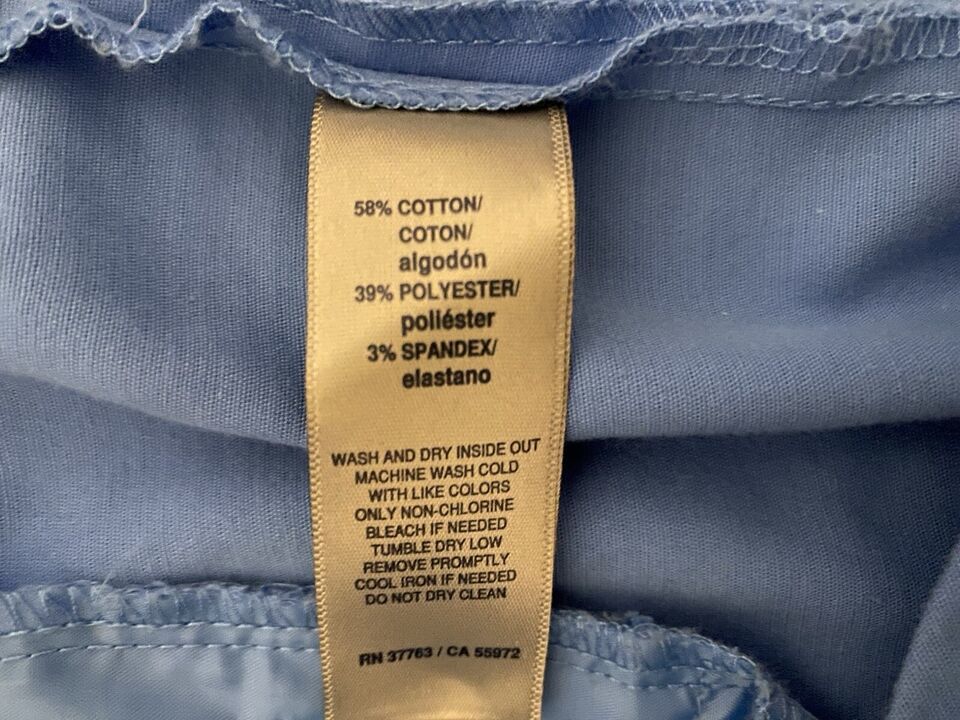 58% COTTON/
COTON/
algodón
39% POLYESTER/
poliéster
3% SPANDEX/
elastano
WASH AND DRY INSIDE OUT
MACHINE WASH COLD
WITH LIKE COLORS
ONLY NON-CHLORINE
BLEACH IF NEEDED
TUMBLE DRY LOW
REMOVE PROMPTLY
COOL IRON IF NEEDED
DO NOT DRY CLEAN
RN 37763 / CA 55972